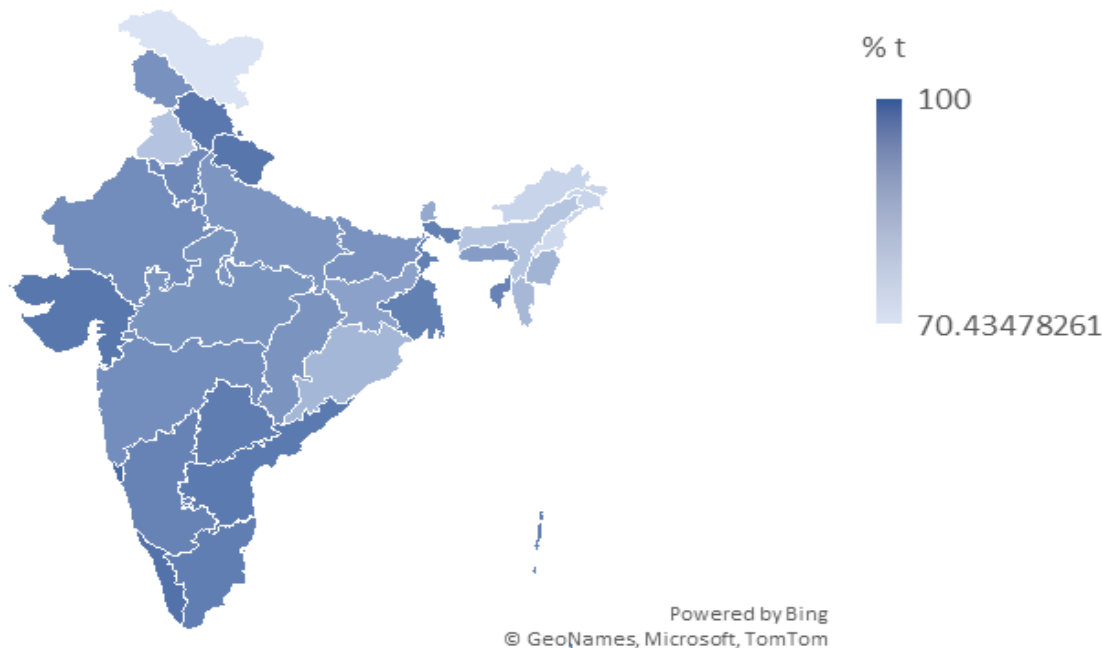 % t
100
70.43478261
Powered by Bing
© GeoNames, Microsoft, TomTom